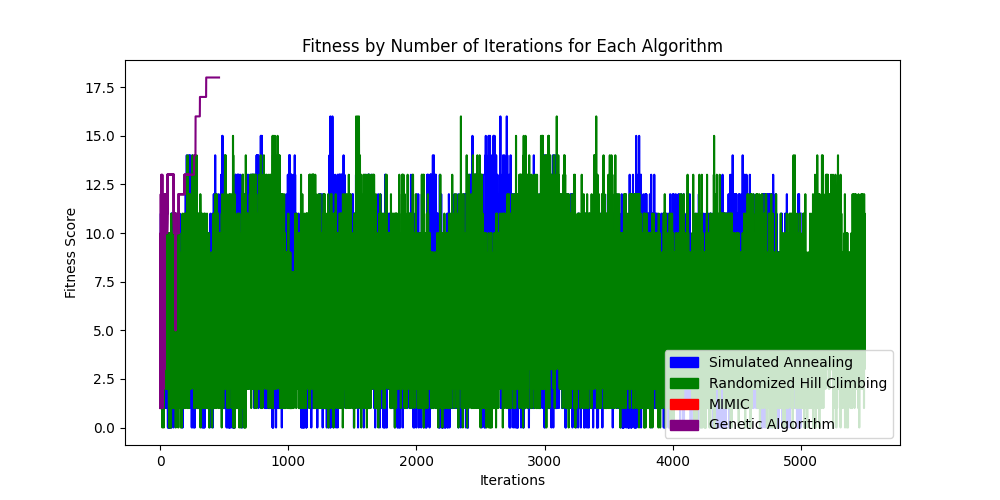 Fitness by Number of Iterations for Each Algorithm
Fitness Score
17.5
15.0
12.5
10.0
7.5
5.0
2.5
0.0
Simulated Annealing
Randomized Hill Climbing
MIMIC
Genetic Algorithm
0 1000 2000 3000 4000 5000
Iterations